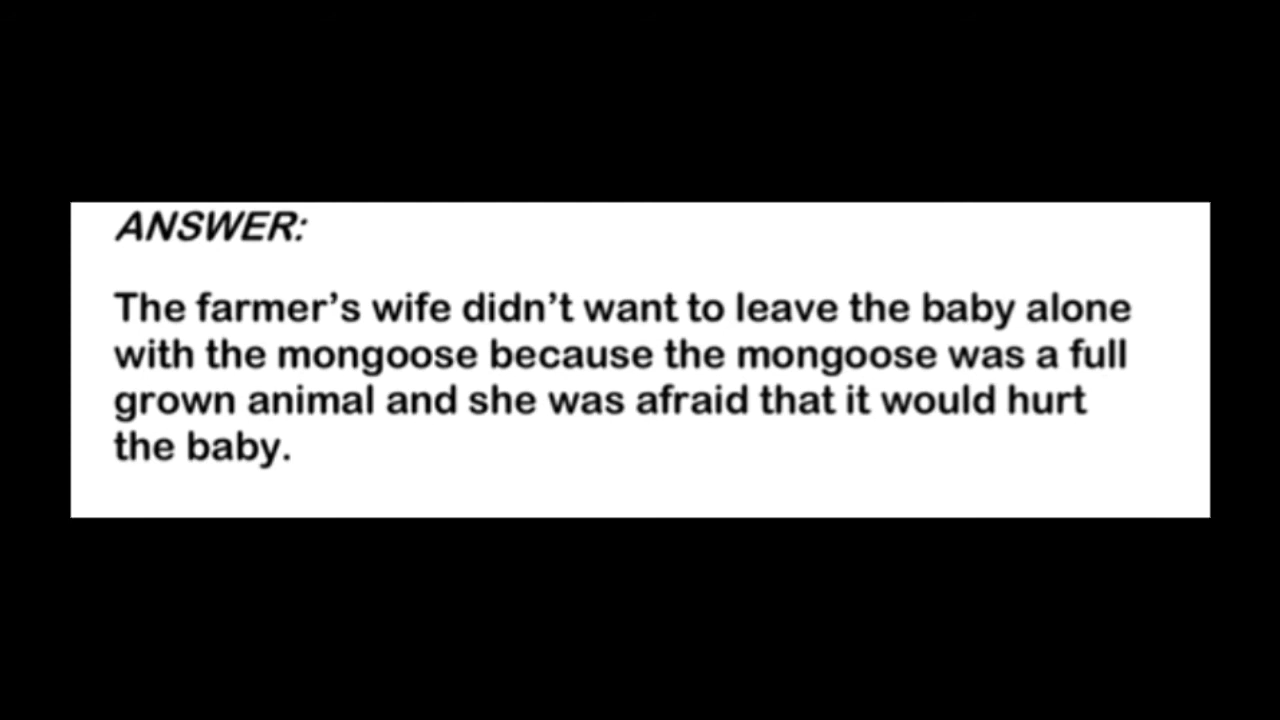 ANSWER:
The farmer’s wife didn’t want to leave the baby alone
with the mongoose because the mongoose was a full
grown animal and she was afraid that it would hurt
the baby.